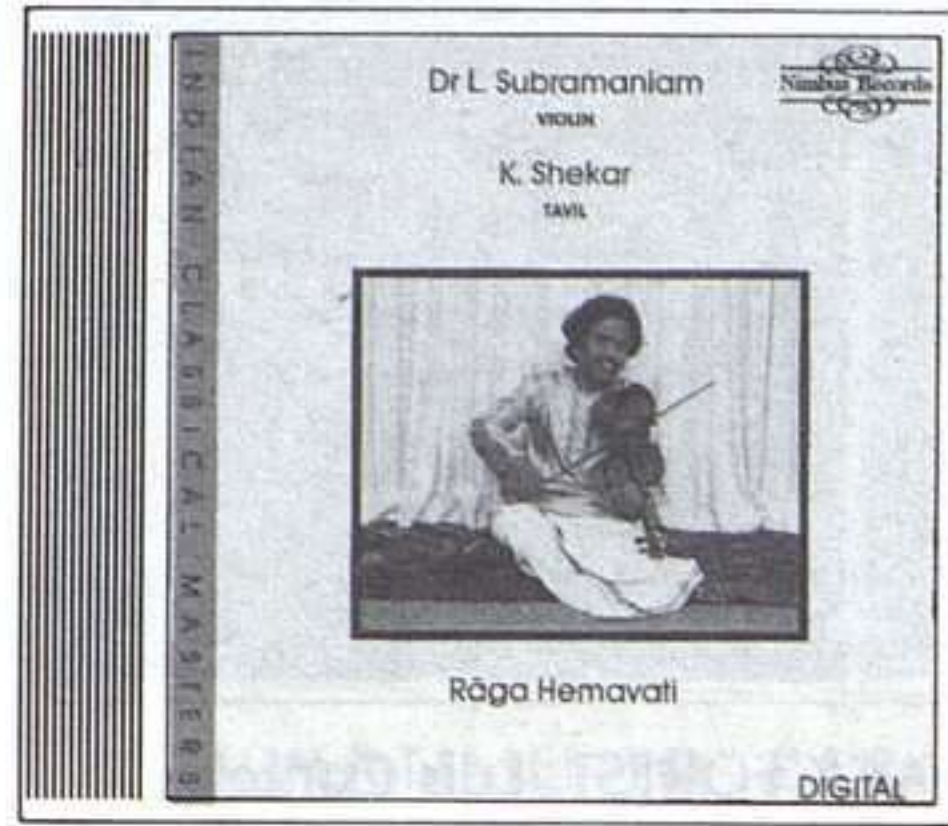 Dr L. Subramaniam
VIOLIN
K. Shekar
TAVIL
Nimbus Records
INDIAN CLASSICAL MASTERS
Rāga Hemavati
DIGITAL